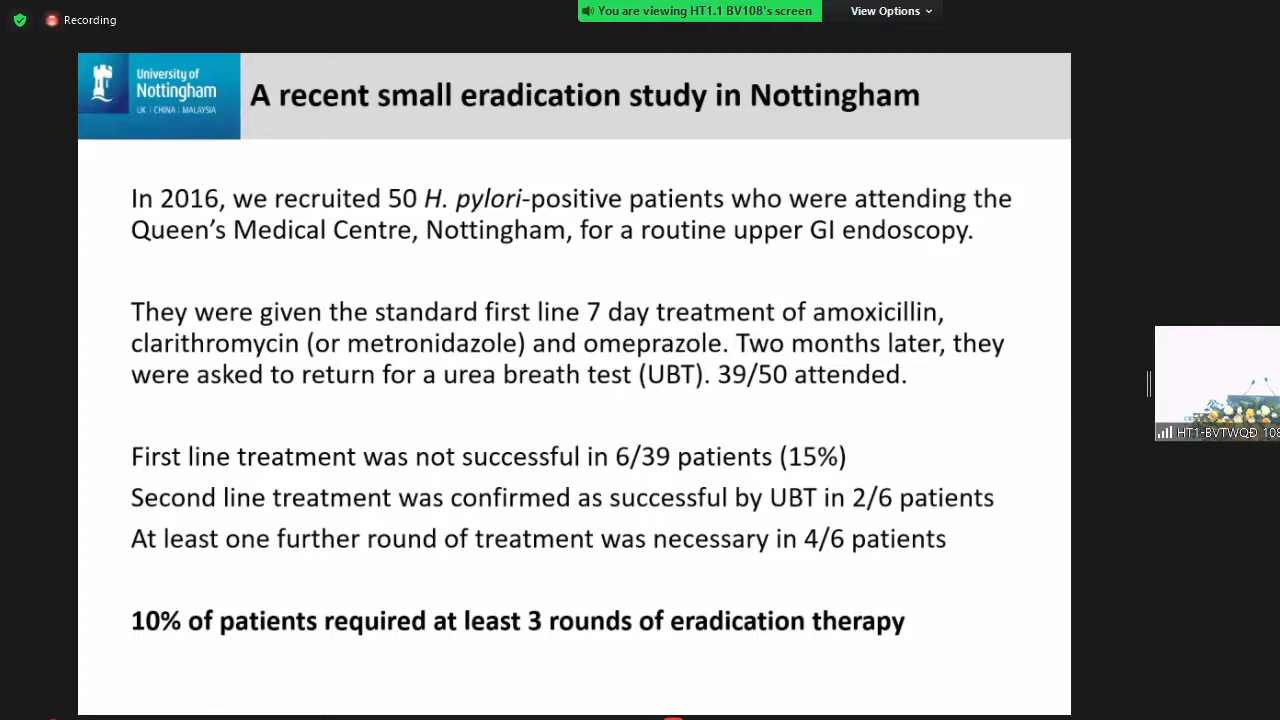 Recording
You are viewing HT1.1 BV108's screen
View Options
University of
Nottingham
UK | CHINA | MALAYSIA
A recent small eradication study in Nottingham
In 2016, we recruited 50 H. pylori-positive patients who were attending the
Queen’s Medical Centre, Nottingham, for a routine upper GI endoscopy.
They were given the standard first line 7 day treatment of amoxicillin,
clarithromycin (or metronidazole) and omeprazole. Two months later, they
were asked to return for a urea breath test (UBT). 39/50 attended.
First line treatment was not successful in 6/39 patients (15%)
Second line treatment was confirmed as successful by UBT in 2/6 patients
At least one further round of treatment was necessary in 4/6 patients
10% of patients required at least 3 rounds of eradication therapy
HT1-BVTWQĐ 108